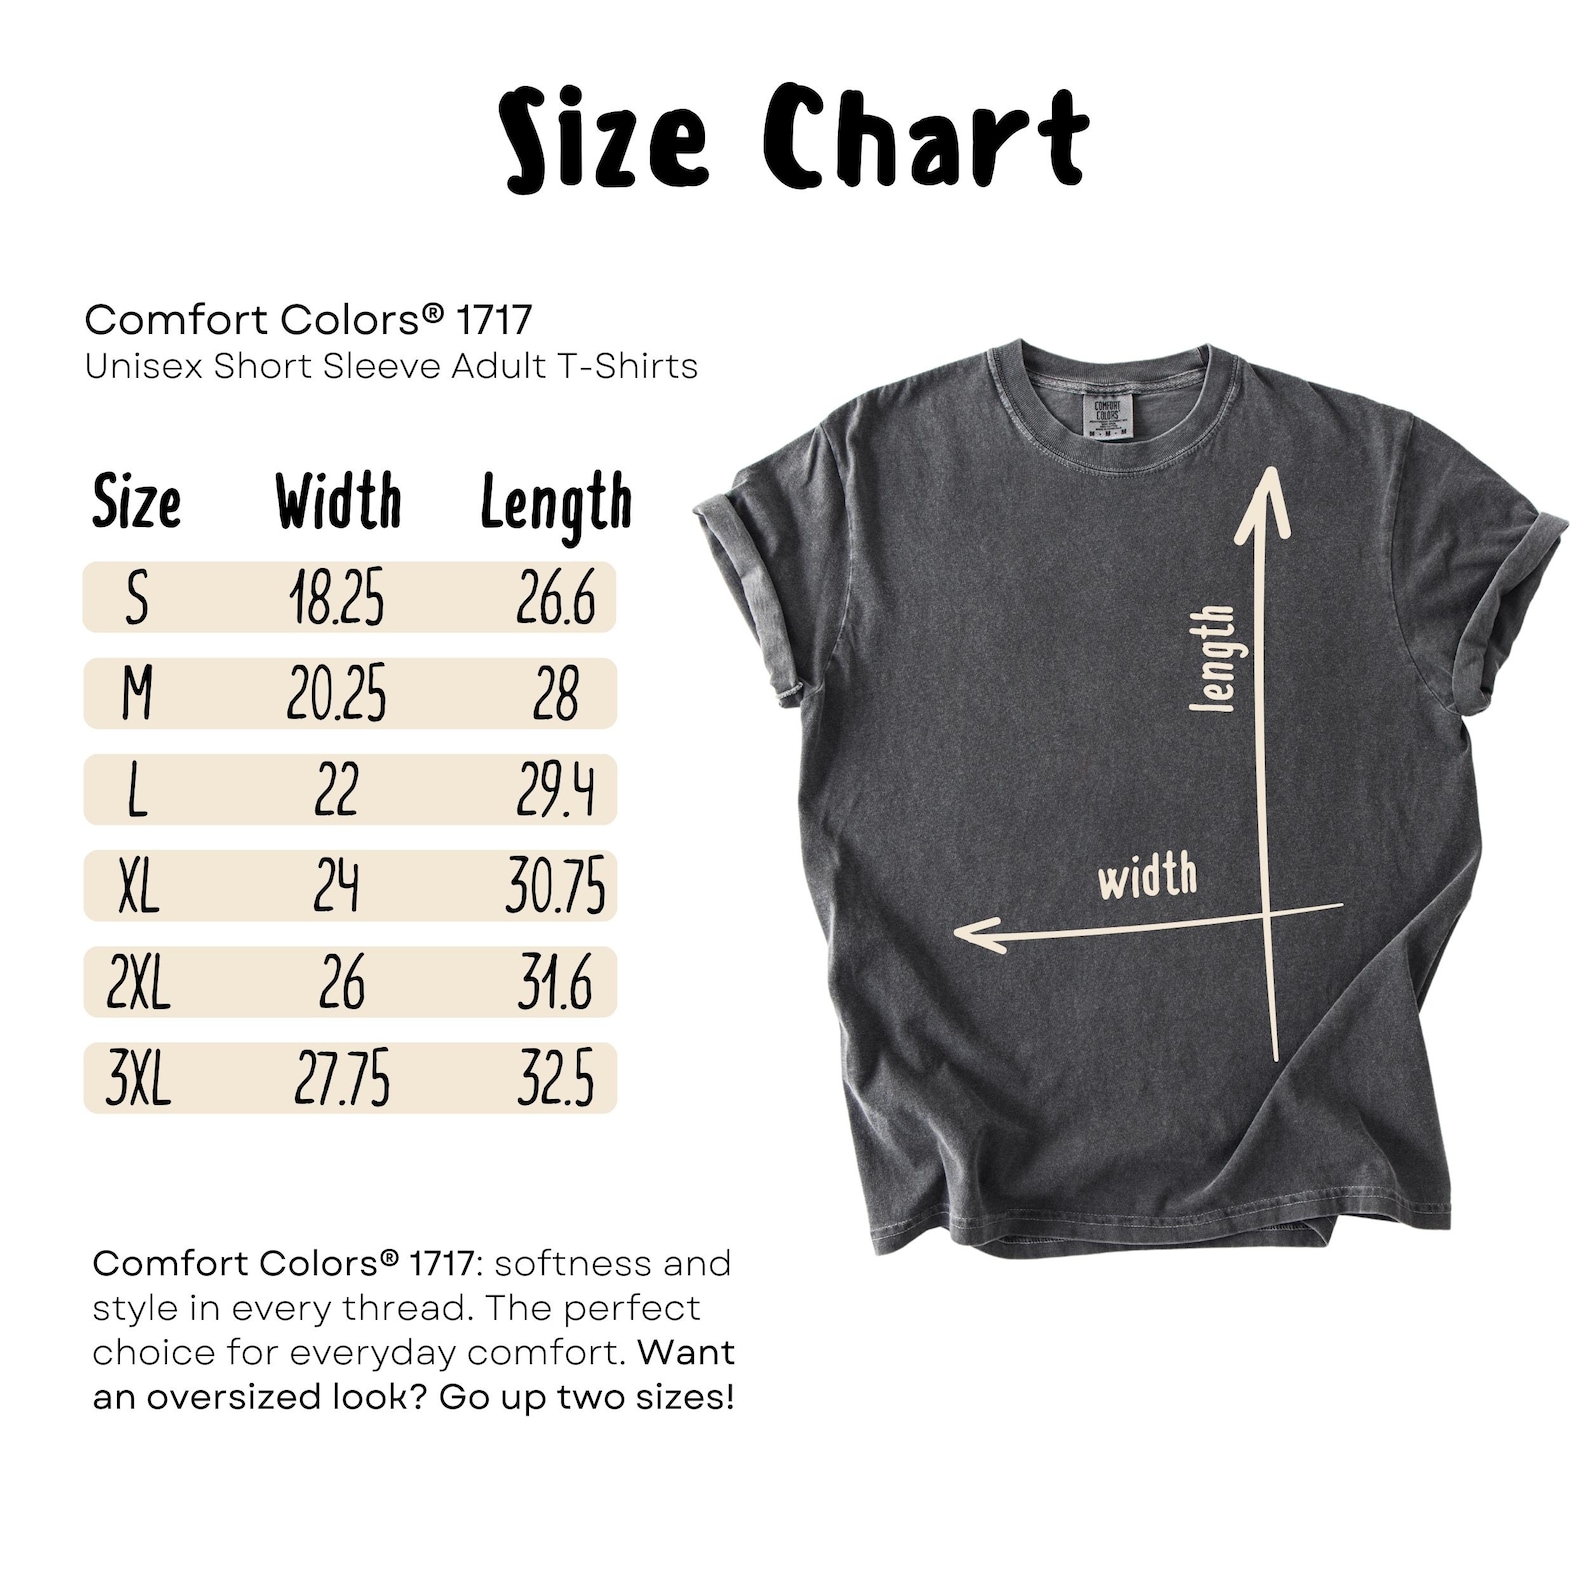 Size Chart
Comfort Colors® 1717
Unisex Short Sleeve Adult T-Shirts
Size Width Length
S 18.25 26.6
M 20.25 28
L 22 29.4
XL 24 30.75
2XL 26 31.6
3XL 27.75 32.5
Comfort Colors® 1717: softness and
style in every thread. The perfect
choice for everyday comfort. Want
an oversized look? Go up two sizes!
COMFORT
COLORS
length
width